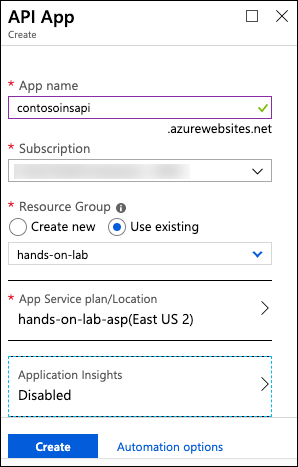 API App
Create
* App name
contosoinsapi
.azurewebsites.net
* Subscription
* Resource Group
Create new Use existing
hands-on-lab
* App Service plan/Location
hands-on-lab-asp(East US 2)
Application Insights
Disabled
Create Automation options